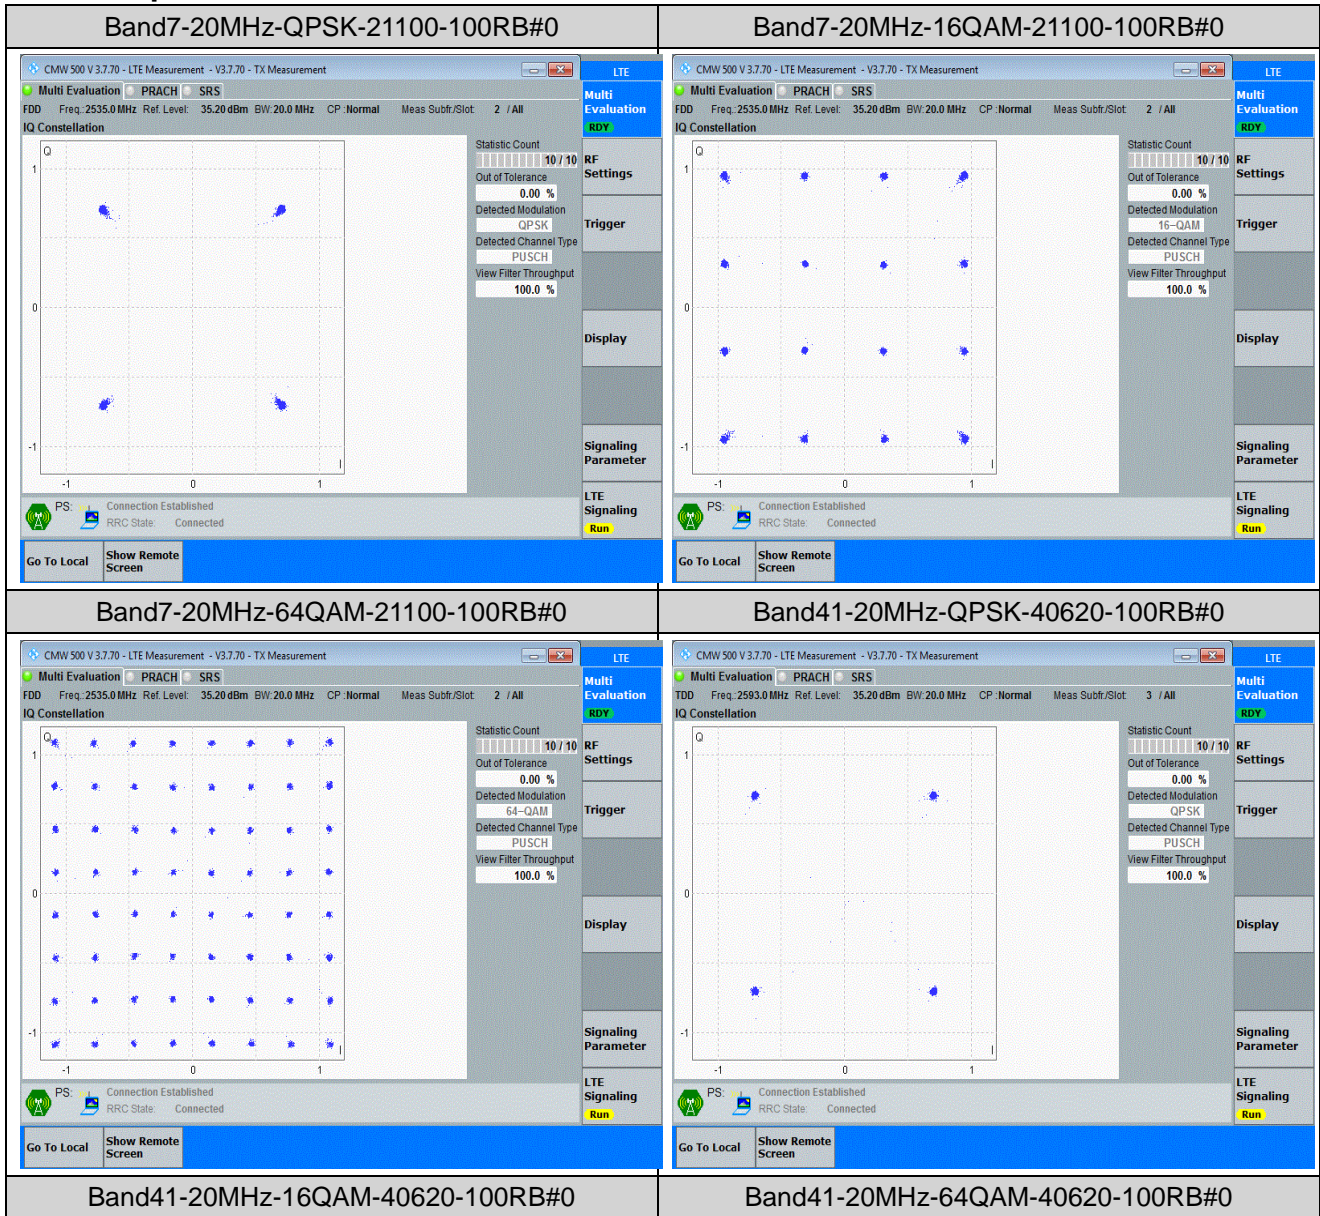 Band7-20MHz-QPSK-21100-100RB#0
Band7-20MHz-16QAM-21100-100RB#0
CMW 500 V 3.7.70 - LTE Measurement - V3.7.70 - TX Measurement
LTE
Multi Evaluation PRACH SRS
Multi Evaluation
RDY
FDD Freq.:2535.0 MHz Ref. Level: 35.20 dBm BW:20.0 MHz CP :Normal Meas Subfr./Slot: 2 / All
IQ Constellation
Q
1
0
-1
I
-1 0 1
Statistic Count
10 / 10
Out of Tolerance
0.00 %
Detected Modulation
QPSK
Detected Channel Type
PUSCH
View Filter Throughput
100.0 %
RF Settings
Trigger
Display
Signaling Parameter
LTE Signaling
Run
PS: Connection Established
RRC State: Connected
Go To Local
Show Remote Screen
CMW 500 V 3.7.70 - LTE Measurement - V3.7.70 - TX Measurement
LTE
Multi Evaluation PRACH SRS
Multi Evaluation
RDY
FDD Freq.:2535.0 MHz Ref. Level: 35.20 dBm BW:20.0 MHz CP :Normal Meas Subfr./Slot: 2 / All
IQ Constellation
Q
1
0
-1
I
-1 0 1
Statistic Count
10 / 10
Out of Tolerance
0.00 %
Detected Modulation
16-QAM
Detected Channel Type
PUSCH
View Filter Throughput
100.0 %
RF Settings
Trigger
Display
Signaling Parameter
LTE Signaling
Run
PS: Connection Established
RRC State: Connected
Go To Local
Show Remote Screen
Band7-20MHz-64QAM-21100-100RB#0
Band41-20MHz-QPSK-40620-100RB#0
CMW 500 V 3.7.70 - LTE Measurement - V3.7.70 - TX Measurement
LTE
Multi Evaluation PRACH SRS
Multi Evaluation
RDY
FDD Freq.:2535.0 MHz Ref. Level: 35.20 dBm BW:20.0 MHz CP :Normal Meas Subfr./Slot: 2 / All
IQ Constellation
Q
1
0
-1
I
-1 0 1
Statistic Count
10 / 10
Out of Tolerance
0.00 %
Detected Modulation
64-QAM
Detected Channel Type
PUSCH
View Filter Throughput
100.0 %
RF Settings
Trigger
Display
Signaling Parameter
LTE Signaling
Run
PS: Connection Established
RRC State: Connected
Go To Local
Show Remote Screen
CMW 500 V 3.7.70 - LTE Measurement - V3.7.70 - TX Measurement
LTE
Multi Evaluation PRACH SRS
Multi Evaluation
RDY
TDD Freq.:2593.0 MHz Ref. Level: 35.20 dBm BW:20.0 MHz CP :Normal Meas Subfr./Slot: 3 / All
IQ Constellation
Q
1
0
-1
I
-1 0 1
Statistic Count
10 / 10
Out of Tolerance
0.00 %
Detected Modulation
QPSK
Detected Channel Type
PUSCH
View Filter Throughput
100.0 %
RF Settings
Trigger
Display
Signaling Parameter
LTE Signaling
Run
PS: Connection Established
RRC State: Connected
Go To Local
Show Remote Screen
Band41-20MHz-16QAM-40620-100RB#0
Band41-20MHz-64QAM-40620-100RB#0